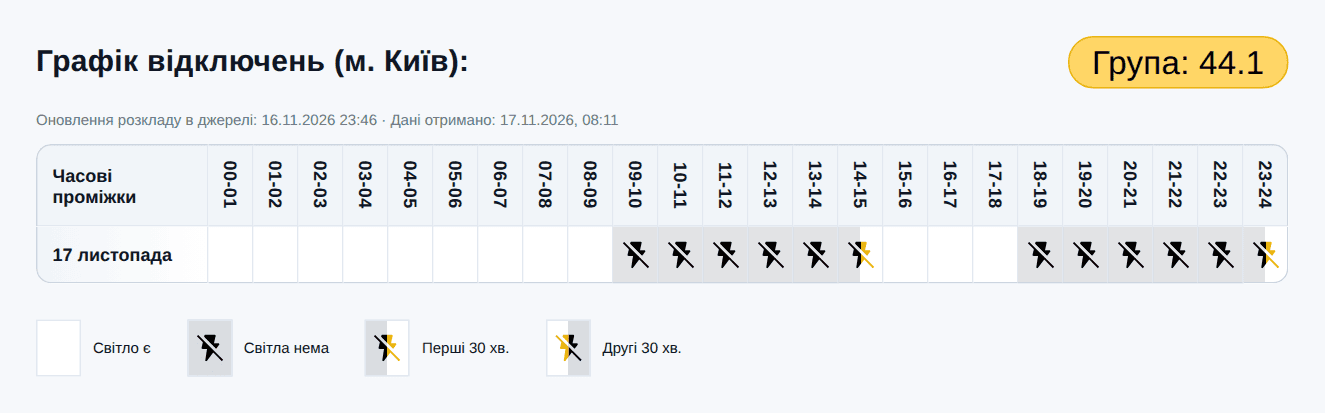 Графік відключень (м. Київ):
Група: 44.1
Оновлення розкладу в джерелі: 16.11.2026 23:46 · Дані отримано: 17.11.2026, 08:11
Часові
проміжки
00-01
01-02
02-03
03-04
04-05
05-06
06-07
07-08
08-09
09-10
10-11
11-12
12-13
13-14
14-15
15-16
16-17
17-18
18-19
19-20
20-21
21-22
22-23
23-24
17 листопада
Світло є
Світла нема
Перші 30 хв.
Другі 30 хв.